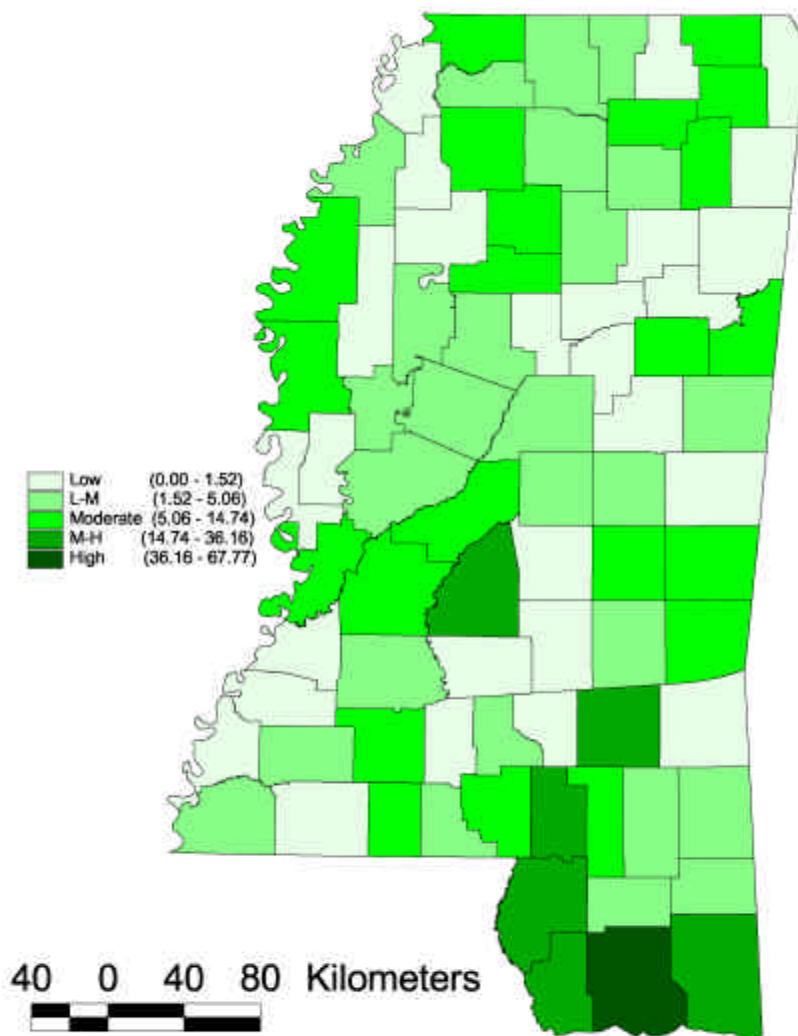 Low (0.00 - 1.52)
L-M (1.52 - 5.06)
Moderate (5.06 - 14.74)
M-H (14.74 - 36.16)
High (36.16 - 67.77)
40 0 40 80 Kilometers